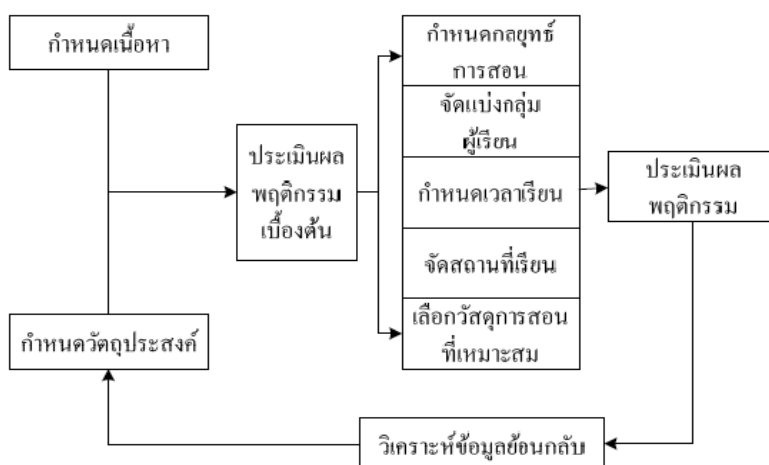 กำหนดเนื้อหา
กำหนดวัตถุประสงค์
ประเมินผล
พฤติกรรม
เบื้องต้น
กำหนดกลยุทธ์
การสอน
จัดแบ่งกลุ่ม
ผู้เรียน
กำหนดเวลาเรียน
จัดสถานที่เรียน
เลือกวัสดุการสอน
ที่เหมาะสม
ประเมินผล
พฤติกรรม
วิเคราะห์ข้อมูลย้อนกลับ